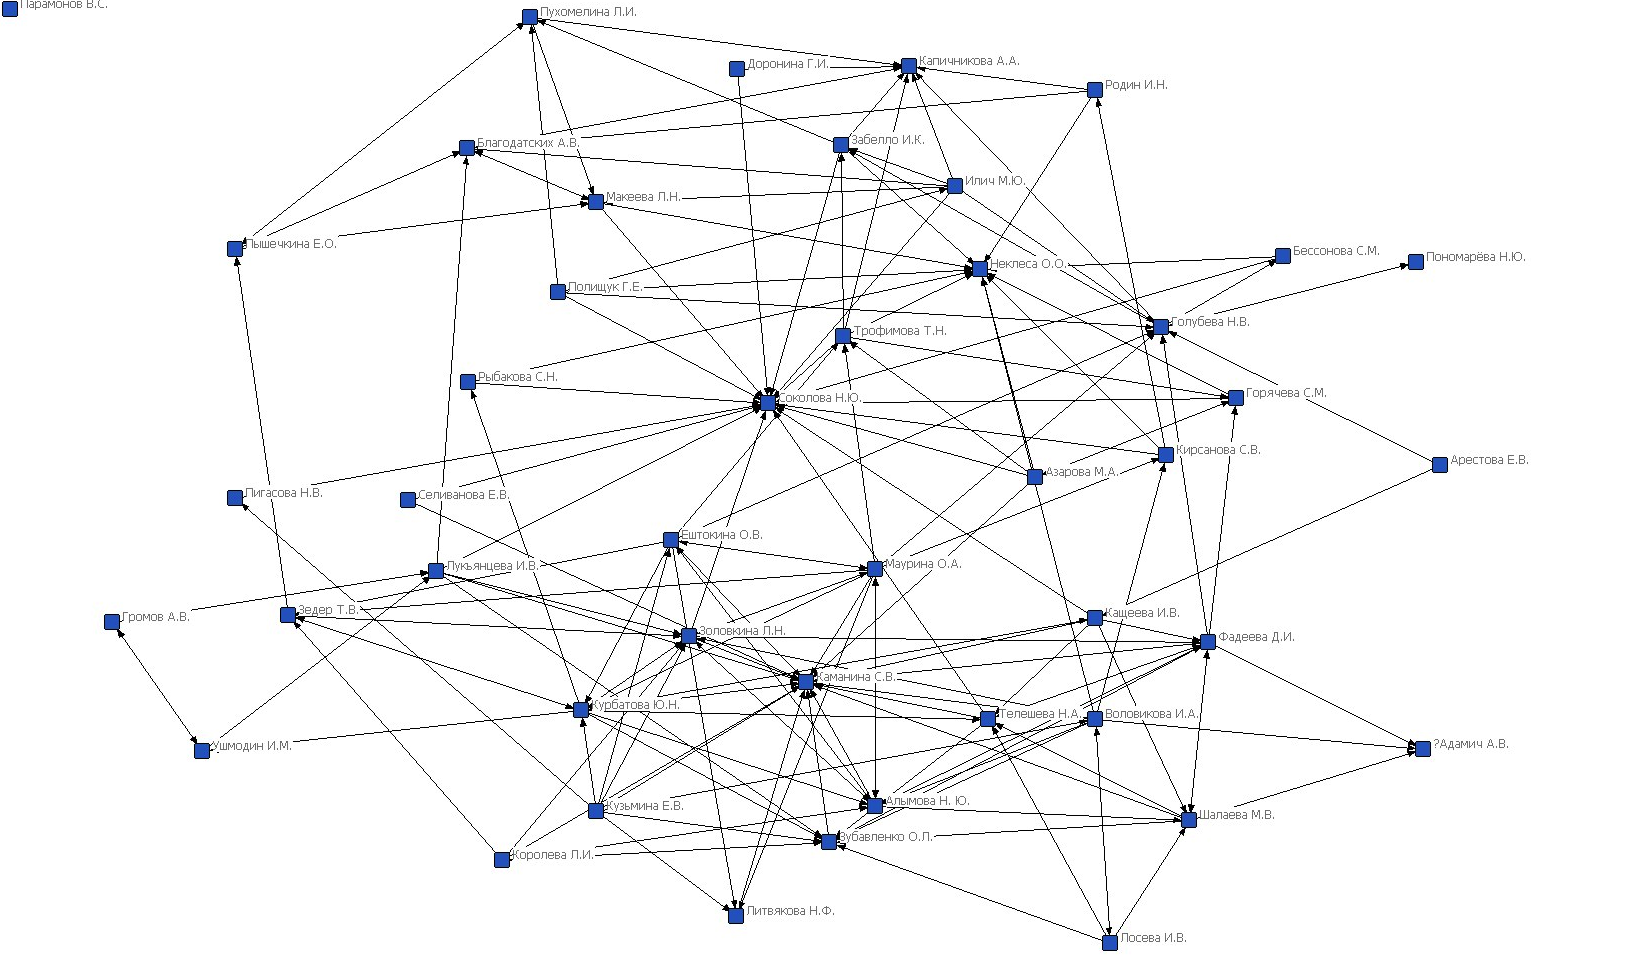 Парамонов В.С.
Пухомелина Л.И.
Доронина Г.И.
Капичникова А.А.
Родин И.Н.
Благодатских А.В.
Забелло И.К.
Илич М.Ю.
Макеева Л.Н.
Пышечкина Е.О.
Бессонова С.М.
Пономарёва Н.Ю.
Неклеса О.О.
Полищук Г.Е.
Голубева Н.В.
Трофимова Т.Н.
Рыбакова С.Н.
Соколова Н.Ю.
Горячева С.М.
Кирсанова С.В.
Арестова Е.В.
Азарова М.А.
Лигасова Н.В.
Селиванова Е.В.
Ештокина О.В.
Лукьянцева И.В.
Маурина О.А.
Зедер Т.В.
Громов А.В.
Кащеева И.В.
Золовкина Л.Н.
Фадеева Д.И.
Каманина С.В.
Курбатова Ю.Н.
Телешева Н.А.
Воловикова И.А.
Ушмодин И.М.
?Адамич А.В.
Кузьмина Е.В.
Алымова Н. Ю.
Шалаева М.В.
Зубавленко О.Л.
Королева Л.И.
Литвякова Н.Ф.
Лосева И.В.